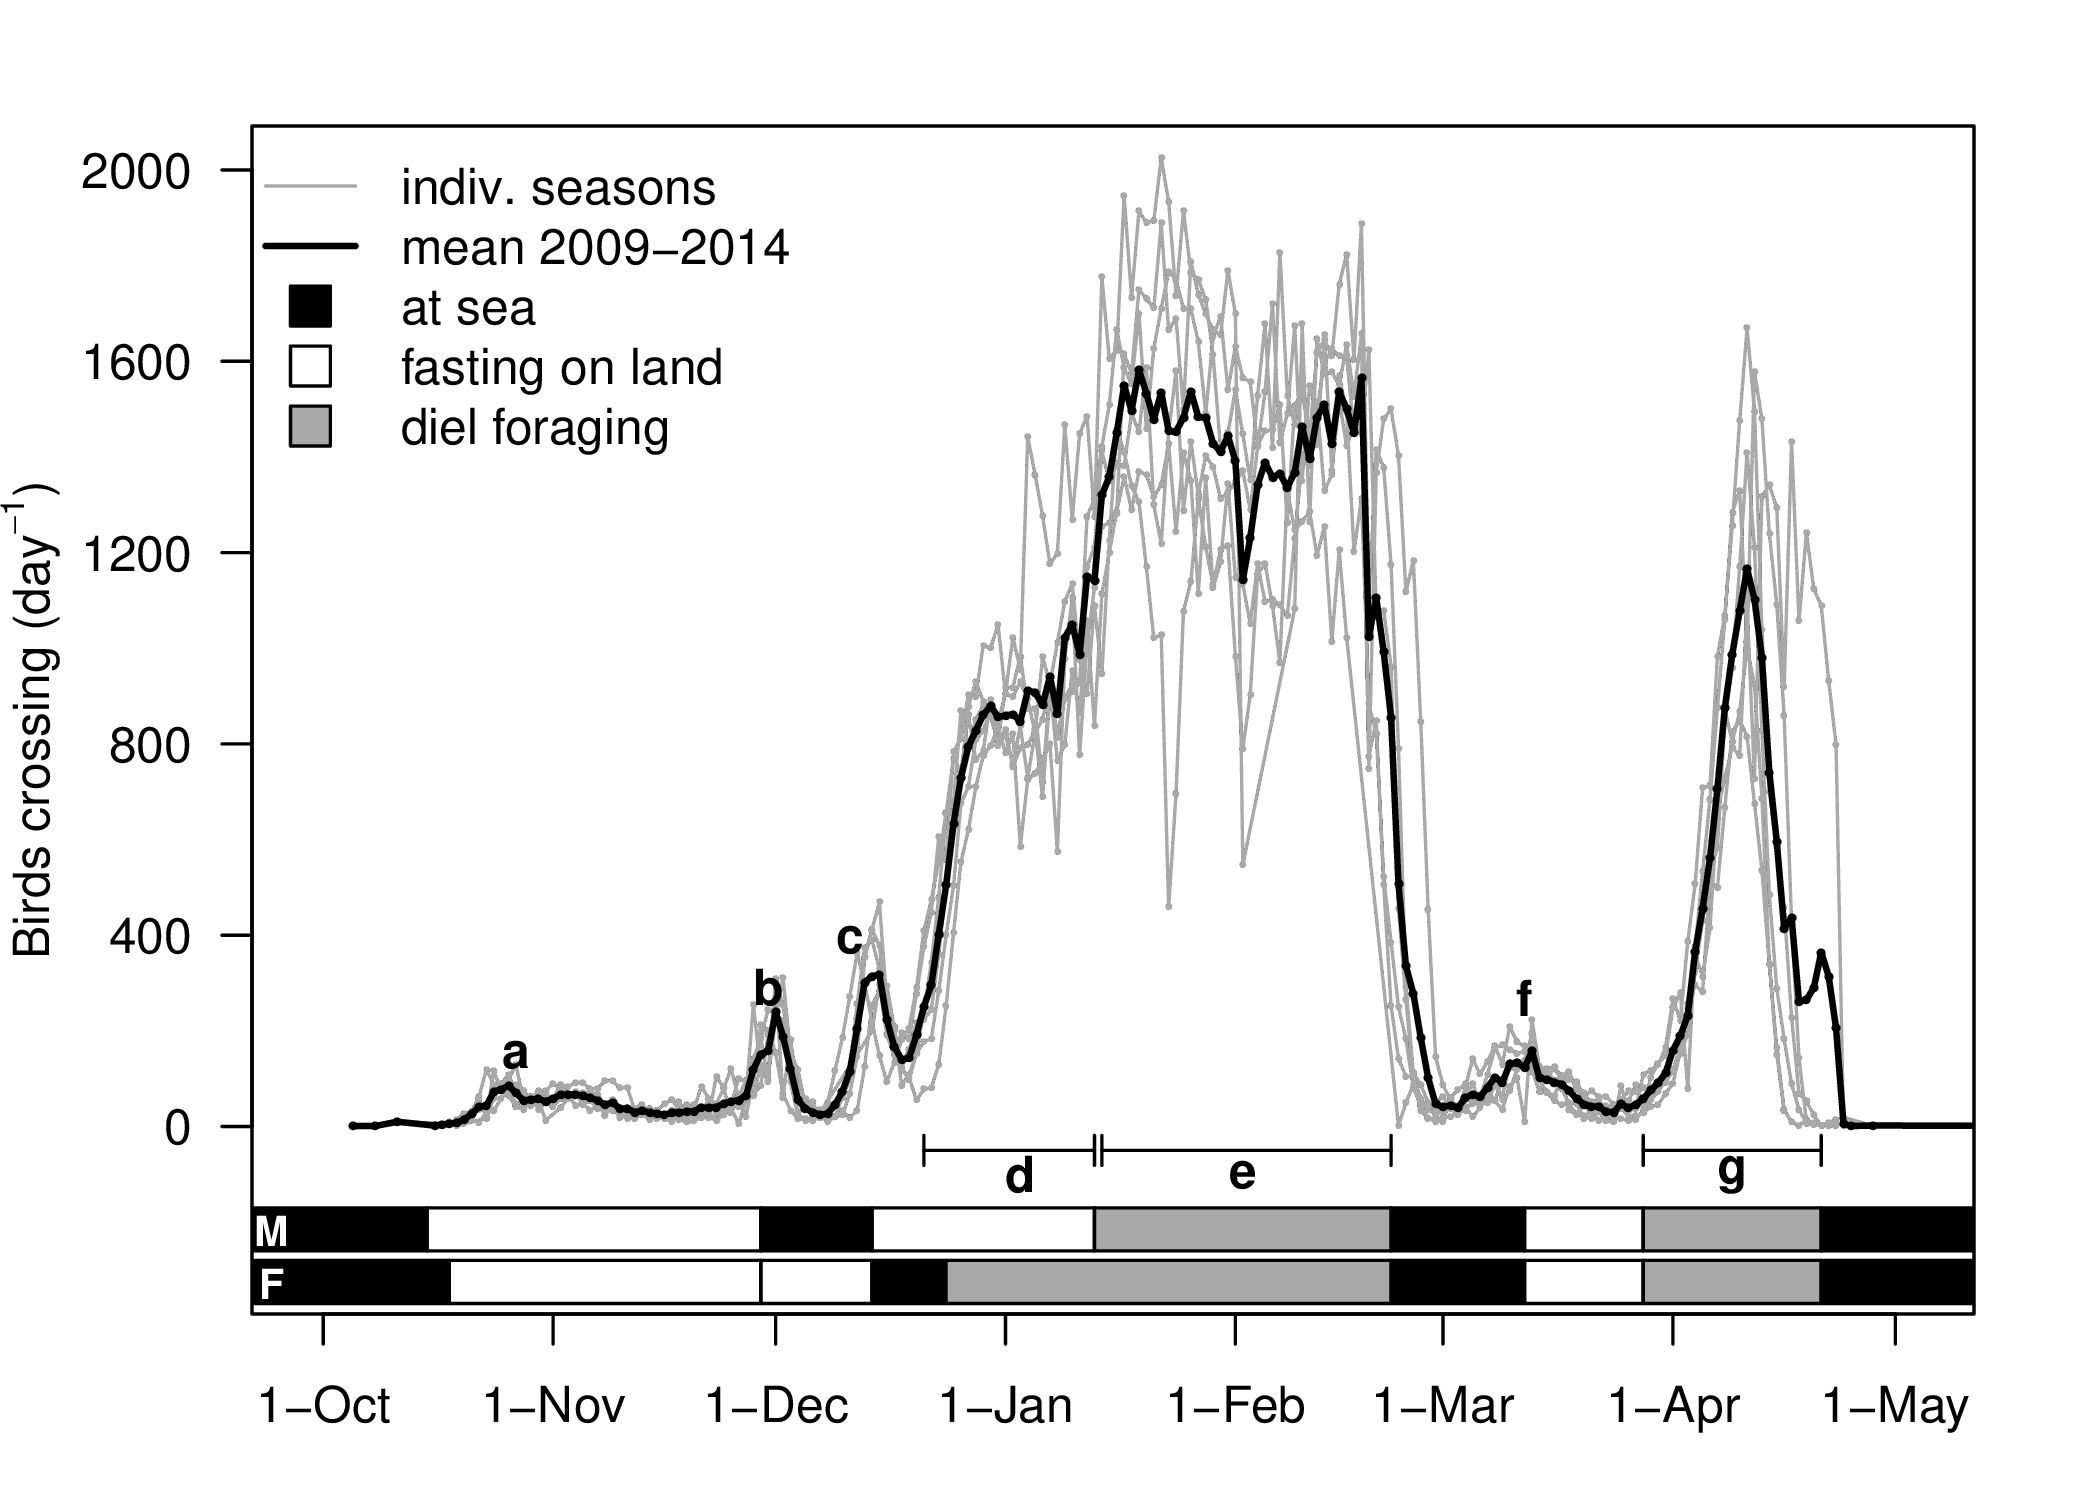 2000
1600
1200
800
400
0
Birds crossing (day−1)
indiv. seasons
mean 2009−2014
at sea
fasting on land
diel foraging
a
b
c
f
d
e
g
M
F
1−Oct
1−Nov
1−Dec
1−Jan
1−Feb
1−Mar
1−Apr
1−May